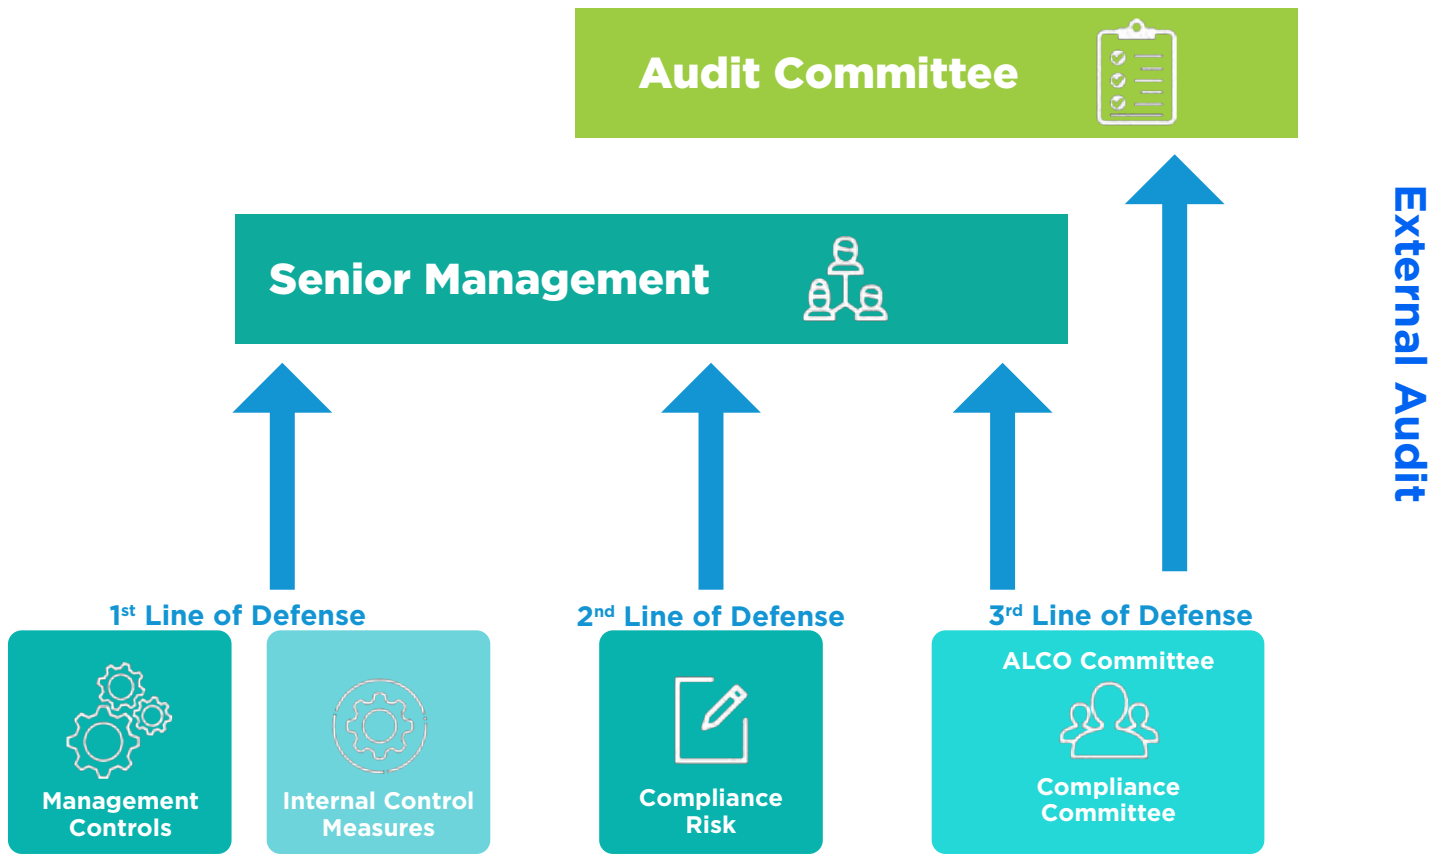 Audit Committee
External Audit
Senior Management
1st Line of Defense
2nd Line of Defense
3rd Line of Defense
Management
Controls
Internal Control
Measures
Compliance
Risk
ALCO Committee
Compliance
Committee